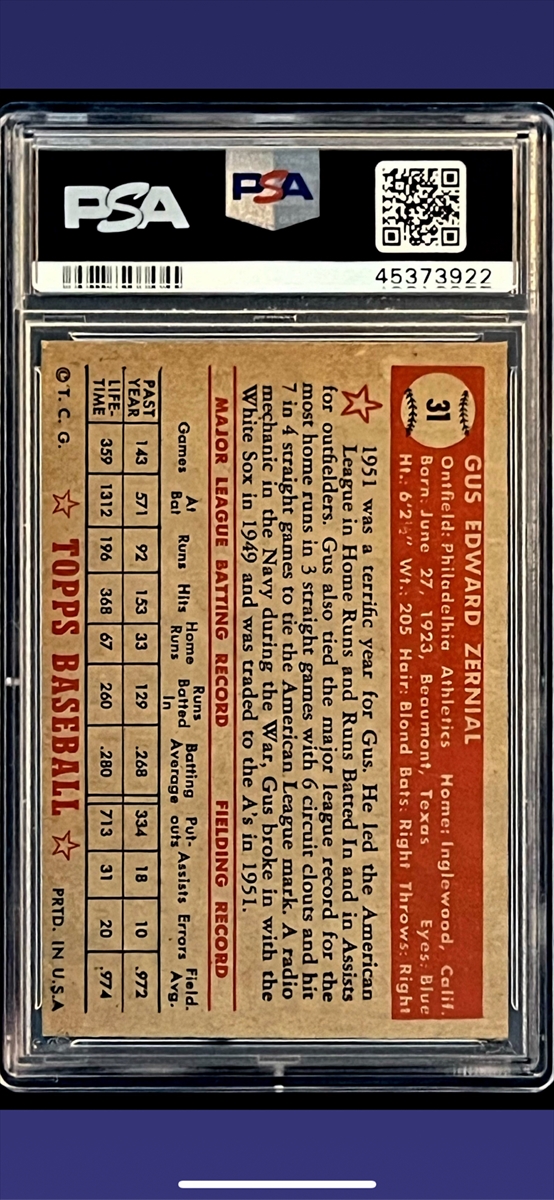 PSA
PSA
45373922
31
GUS EDWARD ZERNIAL
Outfield: Philadelphia Athletics Home: Inglewood, Calif.
Born: June 27, 1923, Beaumont, Texas Eyes: Blue
Ht.: 6'2½" Wt.: 205 Hair: Blond Bats: Right Throws: Right
1951 was a terrific year for Gus. He led the American
League in Home Runs and Runs Batted In and in Assists
for outfielders. Gus also tied the major league record for the
most home runs in 3 straight games with 6 circuit clouts and hit
7 in 4 straight games to tie the American League mark. A radio
mechanic in the Navy during the War, Gus broke in with the
White Sox in 1949 and was traded to the A's in 1951.
MAJOR LEAGUE BATTING RECORD FIELDING RECORD
Games At Bat Runs Hits Home Runs Runs Batted In Batting Average Put-outs Assists Errors Field. Avg.
PAST YEAR 143 571 92 153 33 129 .268 334 18 10 .972
LIFE-TIME 359 1312 196 368 67 260 .280 713 31 20 .974
© T. C. G. TOPPS BASEBALL PRTD. IN U.S.A